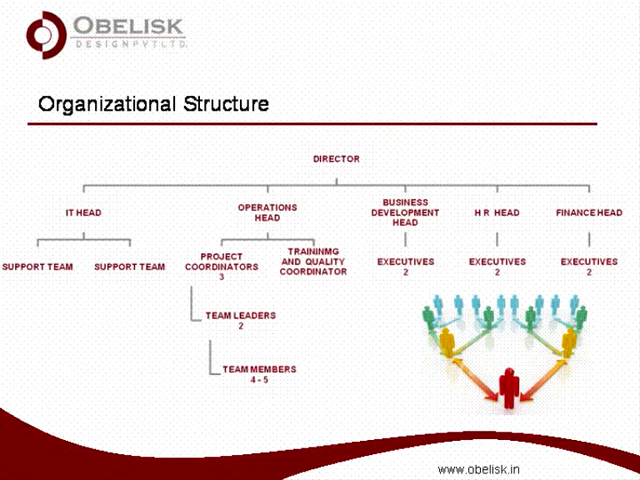 OBELISK
DESIGN PVT LTD.
Organizational Structure
DIRECTOR
IT HEAD
OPERATIONS
HEAD
BUSINESS
DEVELOPMENT
HEAD
H R HEAD
FINANCE HEAD
SUPPORT TEAM
SUPPORT TEAM
PROJECT
COORDINATORS
3
TRAININMG
AND QUALITY
COORDINATOR
EXECUTIVES
2
EXECUTIVES
2
EXECUTIVES
2
TEAM LEADERS
2
TEAM MEMBERS
4 - 5
www.obelisk.in